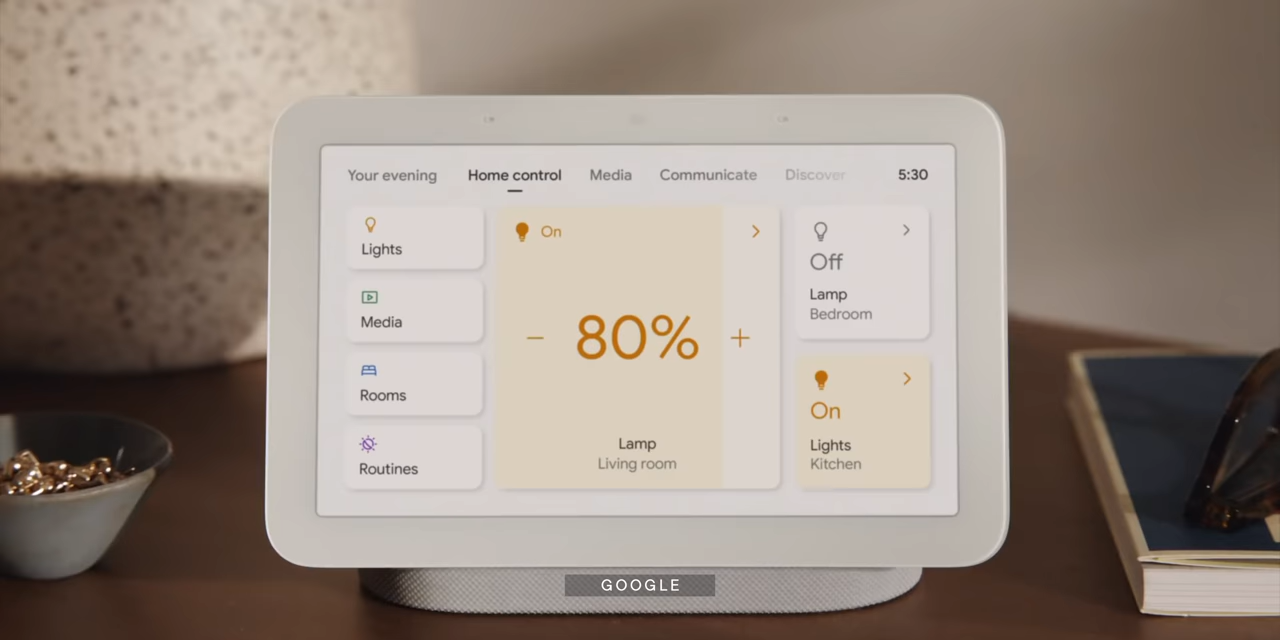 Your evening Home control Media Communicate Discover 5:30
Lights
Media
Rooms
Routines
On
80%
Lamp
Living room
Off
Lamp
Bedroom
On
Lights
Kitchen
GOOGLE